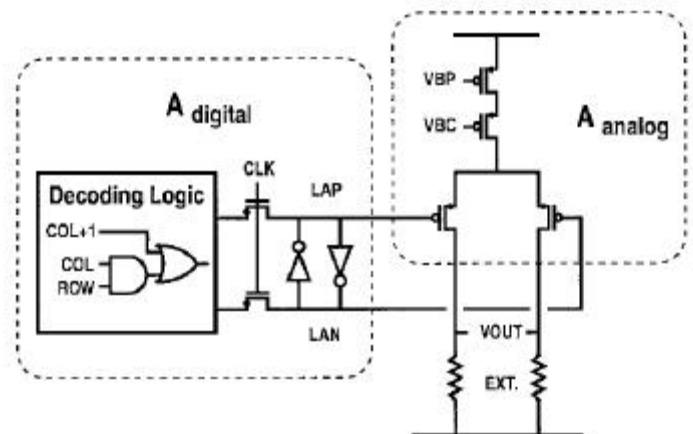 A digital
Decoding Logic
COL+1
COL
ROW
CLK
LAP
LAN
VBP
VBC
A analog
VOUT
EXT.